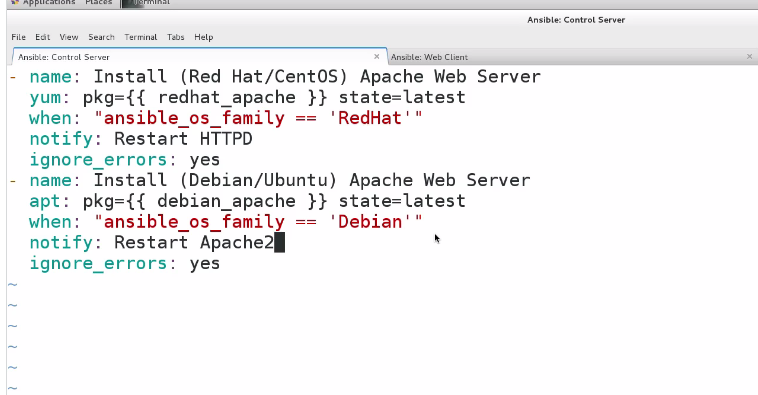 Applications Places Terminal
Ansible: Control Server
File Edit View Search Terminal Tabs Help
Ansible: Control Server × Ansible: Web Client ×
- name: Install (Red Hat/CentOS) Apache Web Server
yum: pkg={{ redhat_apache }} state=latest
when: "ansible_os_family == 'RedHat'"
notify: Restart HTTPD
ignore_errors: yes
- name: Install (Debian/Ubuntu) Apache Web Server
apt: pkg={{ debian_apache }} state=latest
when: "ansible_os_family == 'Debian'"
notify: Restart Apache2
ignore_errors: yes
~
~
~
~
~
~